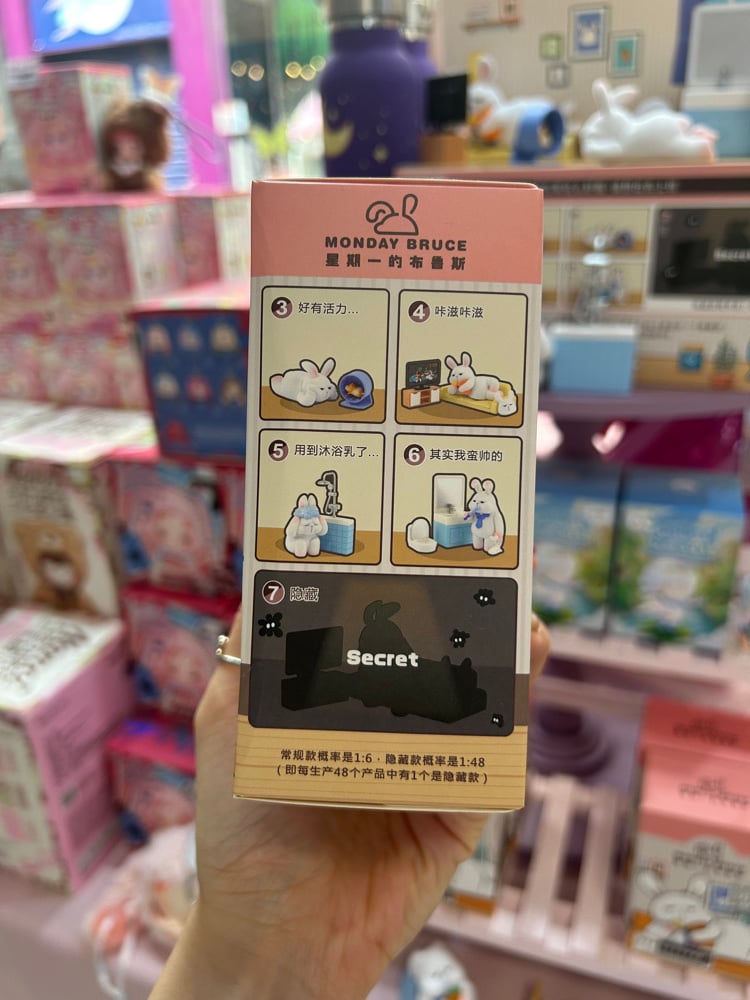 MONDAY BRUCE
星期一的布鲁斯
3 好有活力...
4 咔滋咔滋
5 用到沐浴乳了...
6 其实我蛮帅的
7 隐藏
Secret
常规款概率是1:6·隐藏款概率是1:48
(即每生产48个产品中有1个是隐藏款)
Secret